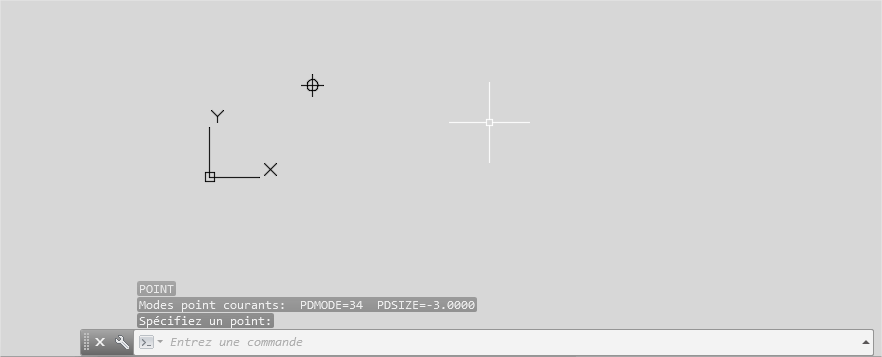 Y
X
POINT
Modes point courants:  PDMODE=34  PDSIZE=-3.0000
Spécifiez un point:
Entrez une commande